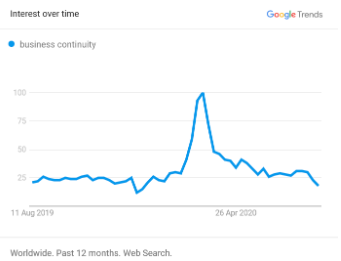 Interest over time
Google Trends
business continuity
100
75
50
25
11 Aug 2019
26 Apr 2020
Worldwide. Past 12 months. Web Search.